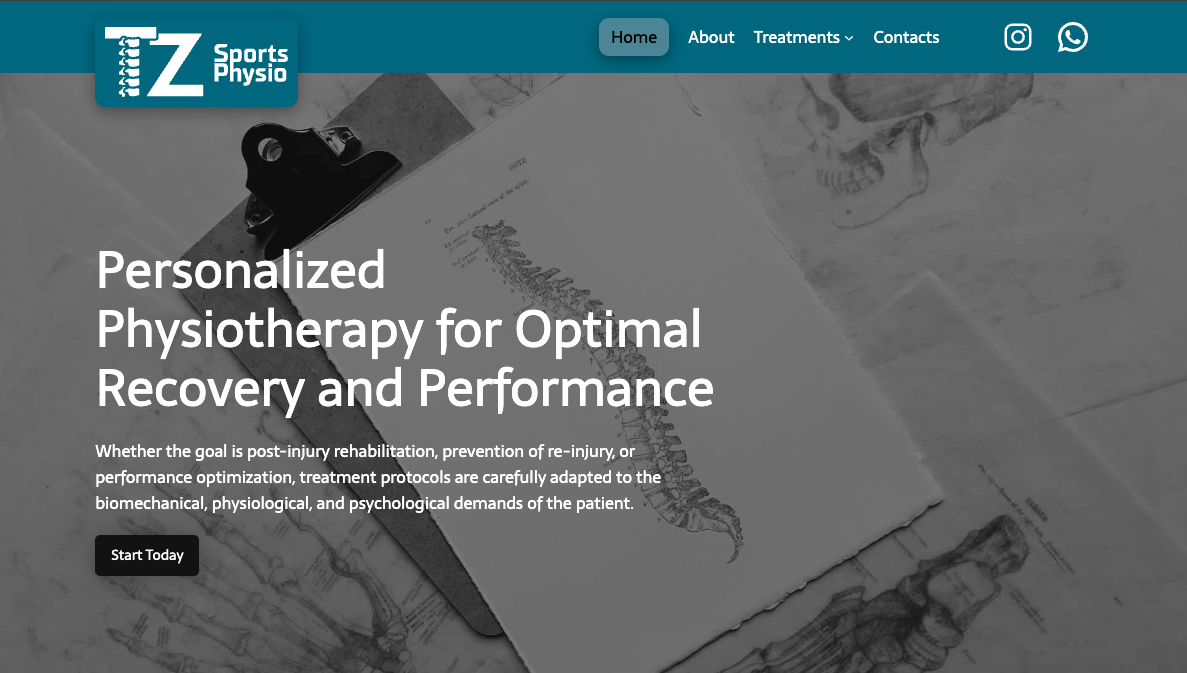 TZ Sports
Physio
Home About Treatments Contacts
OSTE
Personalized
Physiotherapy for Optimal
Recovery and Performance
Whether the goal is post-injury rehabilitation, prevention of re-injury, or
performance optimization, treatment protocols are carefully adapted to the
biomechanical, physiological, and psychological demands of the patient.
Start Today